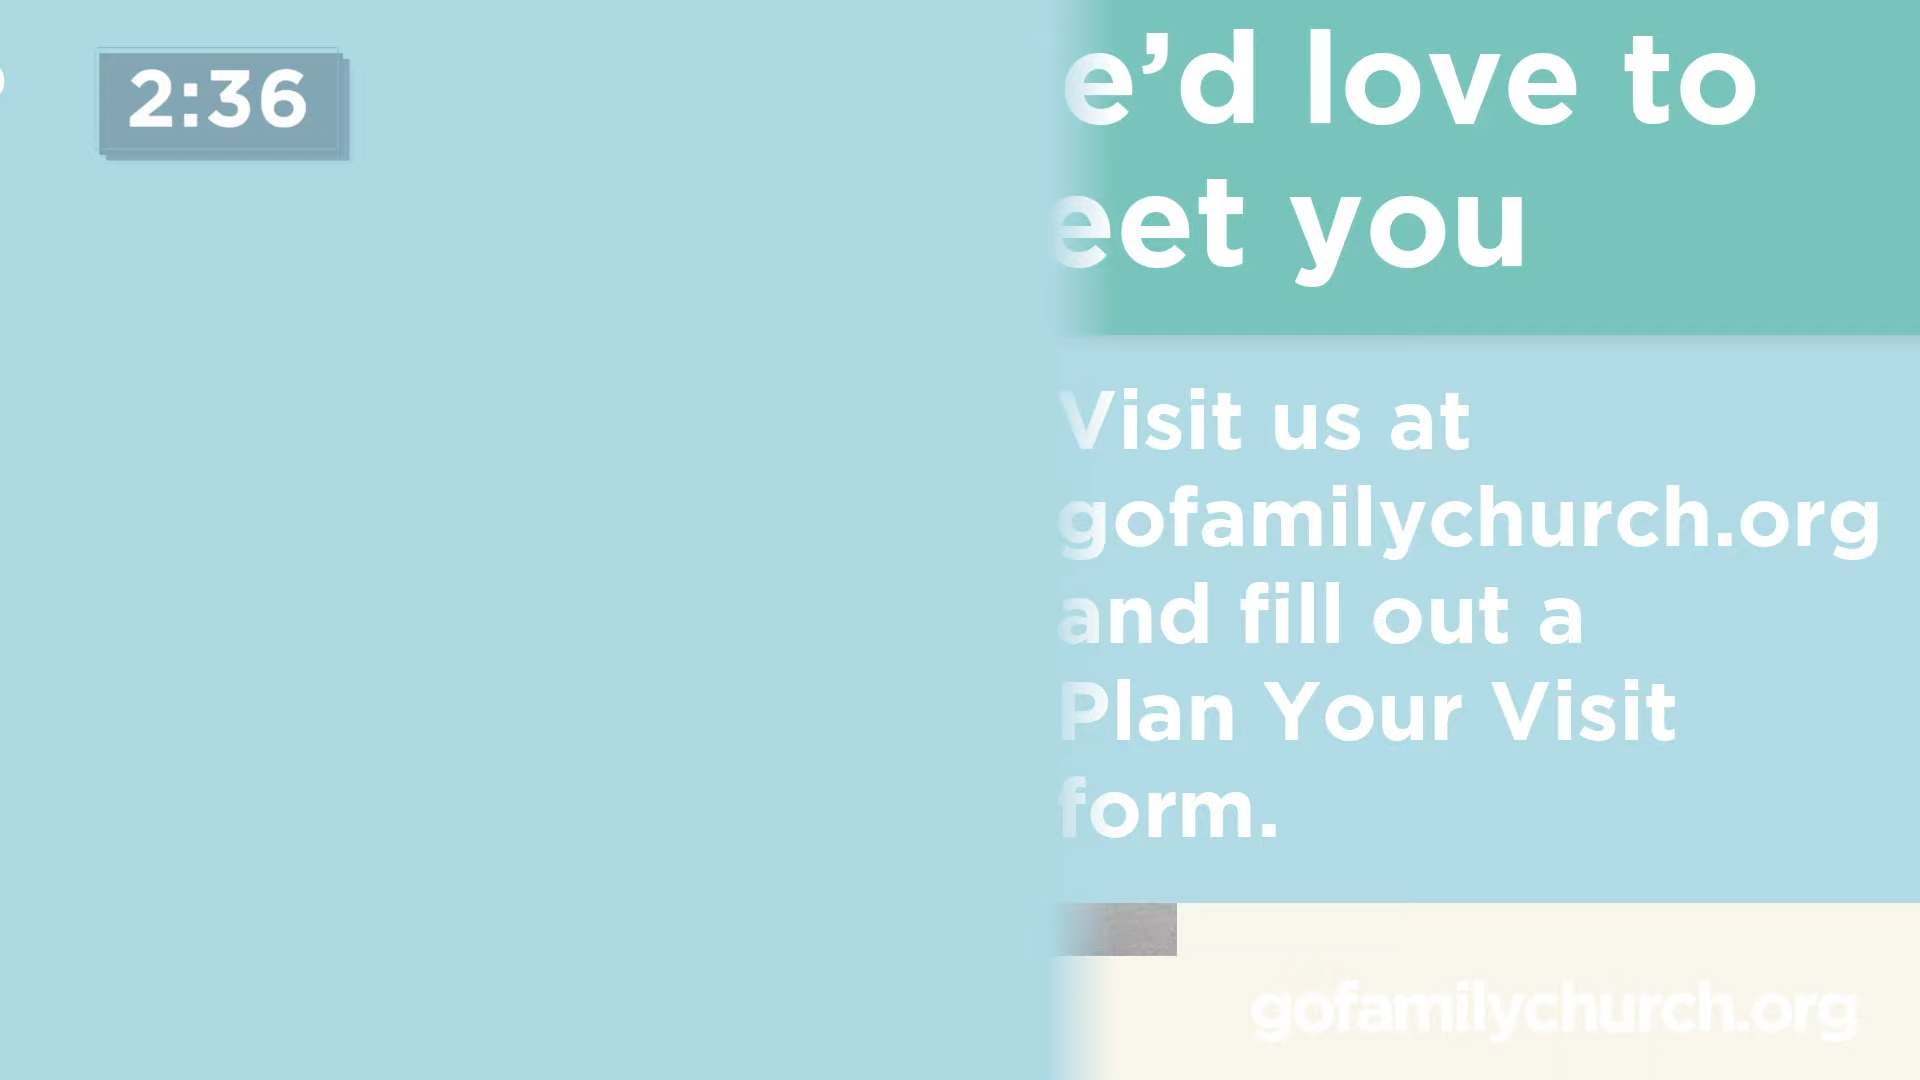 2:36
e’d love to
eet you
Visit us at
gofamilychurch.org
and fill out a
Plan Your Visit
form.
gofamilychurch.org